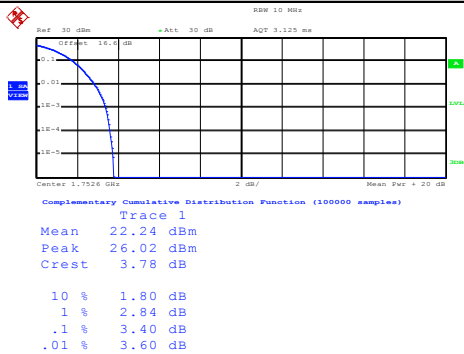 RBW 10 MHz
Ref 30 dBm * Att 30 dB AQT 3.125 ms
Offset 16.6 dB
0.1
A
0.01
1 SA
VIEW
1E-3
LVL
1E-4
1E-5
3DB
Center 1.7526 GHz 2 dB/ Mean Pwr + 20 dB
Complementary Cumulative Distribution Function (100000 samples)
Trace 1
Mean 22.24 dBm
Peak 26.02 dBm
Crest 3.78 dB
10 % 1.80 dB
1 % 2.84 dB
.1 % 3.40 dB
.01 % 3.60 dB